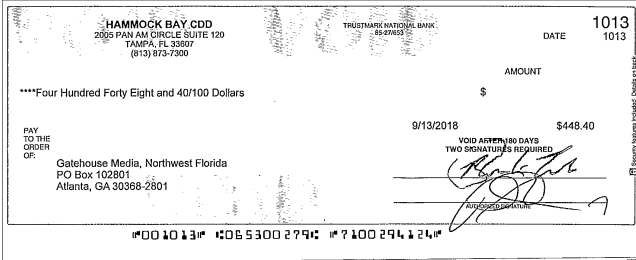 HAMMOCK BAY CDD
2005 PAN AM CIRCLE SUITE 120
TAMPA, FL 33607
(813) 873-7300
TRUSTMARK NATIONAL BANK
65-27/653
1013
DATE 1013
AMOUNT
****Four Hundred Forty Eight and 40/100 Dollars $
9/13/2018 $448.40
PAY
TO THE
ORDER
OF:
VOID AFTER 180 DAYS
TWO SIGNATURES REQUIRED
Gatehouse Media, Northwest Florida
PO Box 102801
Atlanta, GA 30368-2801
AUTHORIZED SIGNATURE
Security features included. Details on back.
⑈001013⑈ ⑆065300279⑆ ⑈7100294124⑈